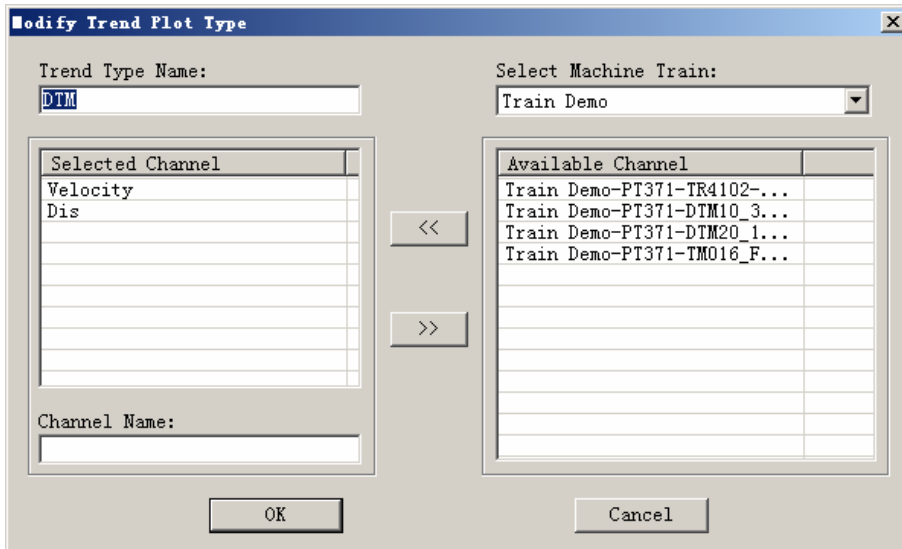 Modify Trend Plot Type
Trend Type Name:
DTM
Select Machine Train:
Train Demo
Selected Channel
Velocity
Dis
<<
>>
Available Channel
Train Demo-PT371-TR4102-...
Train Demo-PT371-DTM10_3...
Train Demo-PT371-DTM20_1...
Train Demo-PT371-TM016_F...
Channel Name:
OK
Cancel